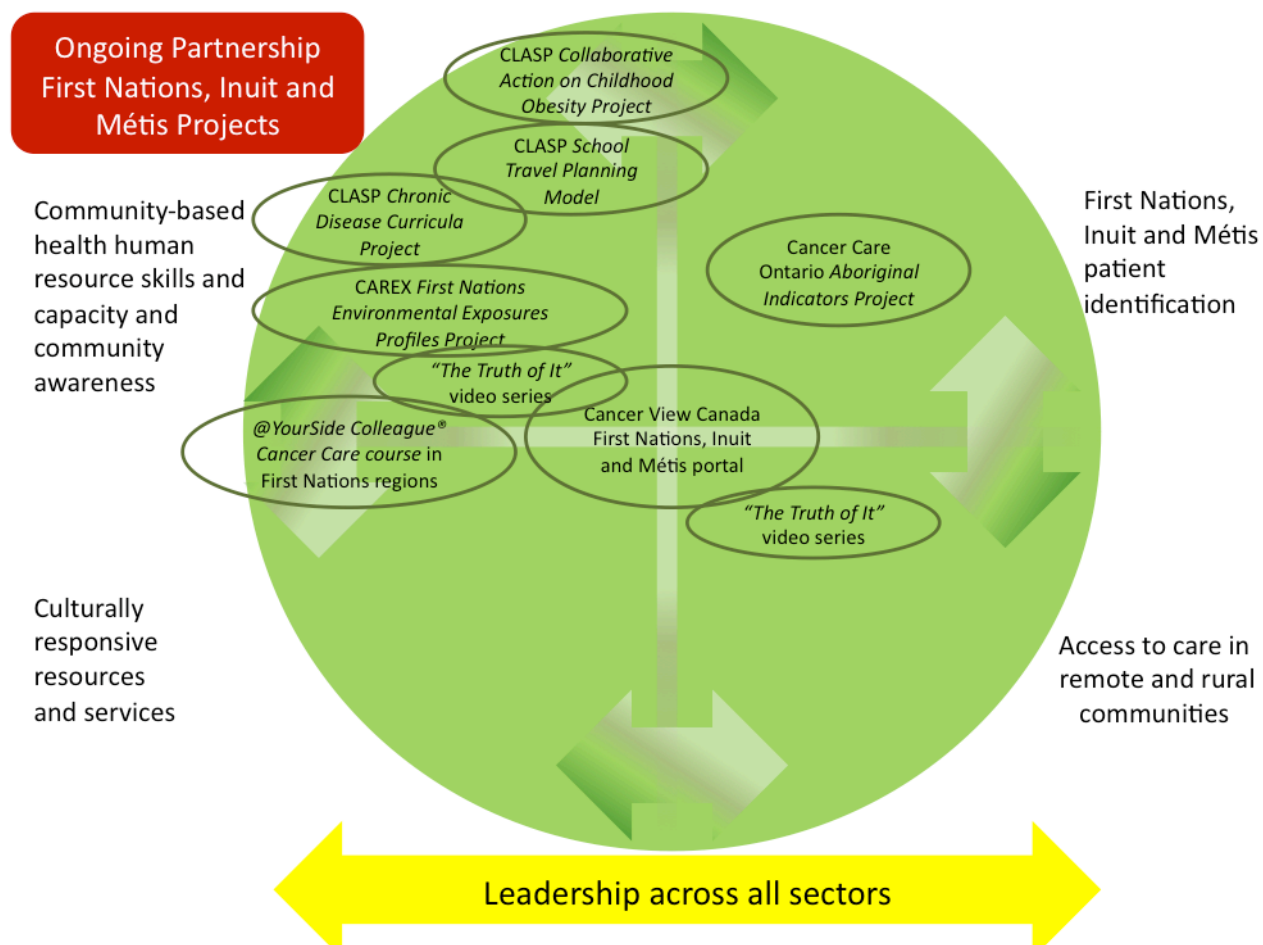 Ongoing Partnership
First Nations, Inuit and
Métis Projects
CLASP Collaborative
Action on Childhood
Obesity Project
CLASP School
Travel Planning
Model
CLASP Chronic
Disease Curricula
Project
Community-based
health human
resource skills and
capacity and
community
awareness
First Nations,
Inuit and Métis
patient
identification
Cancer Care
Ontario Aboriginal
Indicators Project
CAREX First Nations
Environmental Exposures
Profiles Project
“The Truth of It”
video series
@YourSide Colleague®
Cancer Care course in
First Nations regions
Cancer View Canada
First Nations, Inuit
and Métis portal
“The Truth of It”
video series
Culturally
responsive
resources
and services
Access to care in
remote and rural
communities
Leadership across all sectors